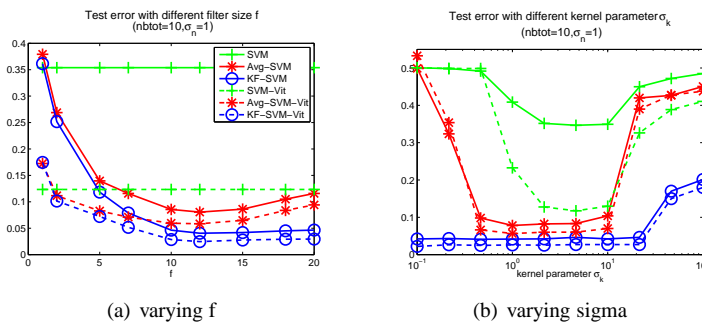 Test error with different filter size f
(nbtot=10,σn=1)
0.4
0.35
0.3
0.25
0.2
0.15
0.1
0.05
0
0 5 10 15 20
f
SVM
Avg−SVM
KF−SVM
SVM−Vit
Avg−SVM−Vit
KF−SVM−Vit
(a) varying f
Test error with different kernel parameter σk
(nbtot=10,σn=1)
0.5
0.4
0.3
0.2
0.1
0
10−1 100 101 10
kernel parameter σk
(b) varying sigma